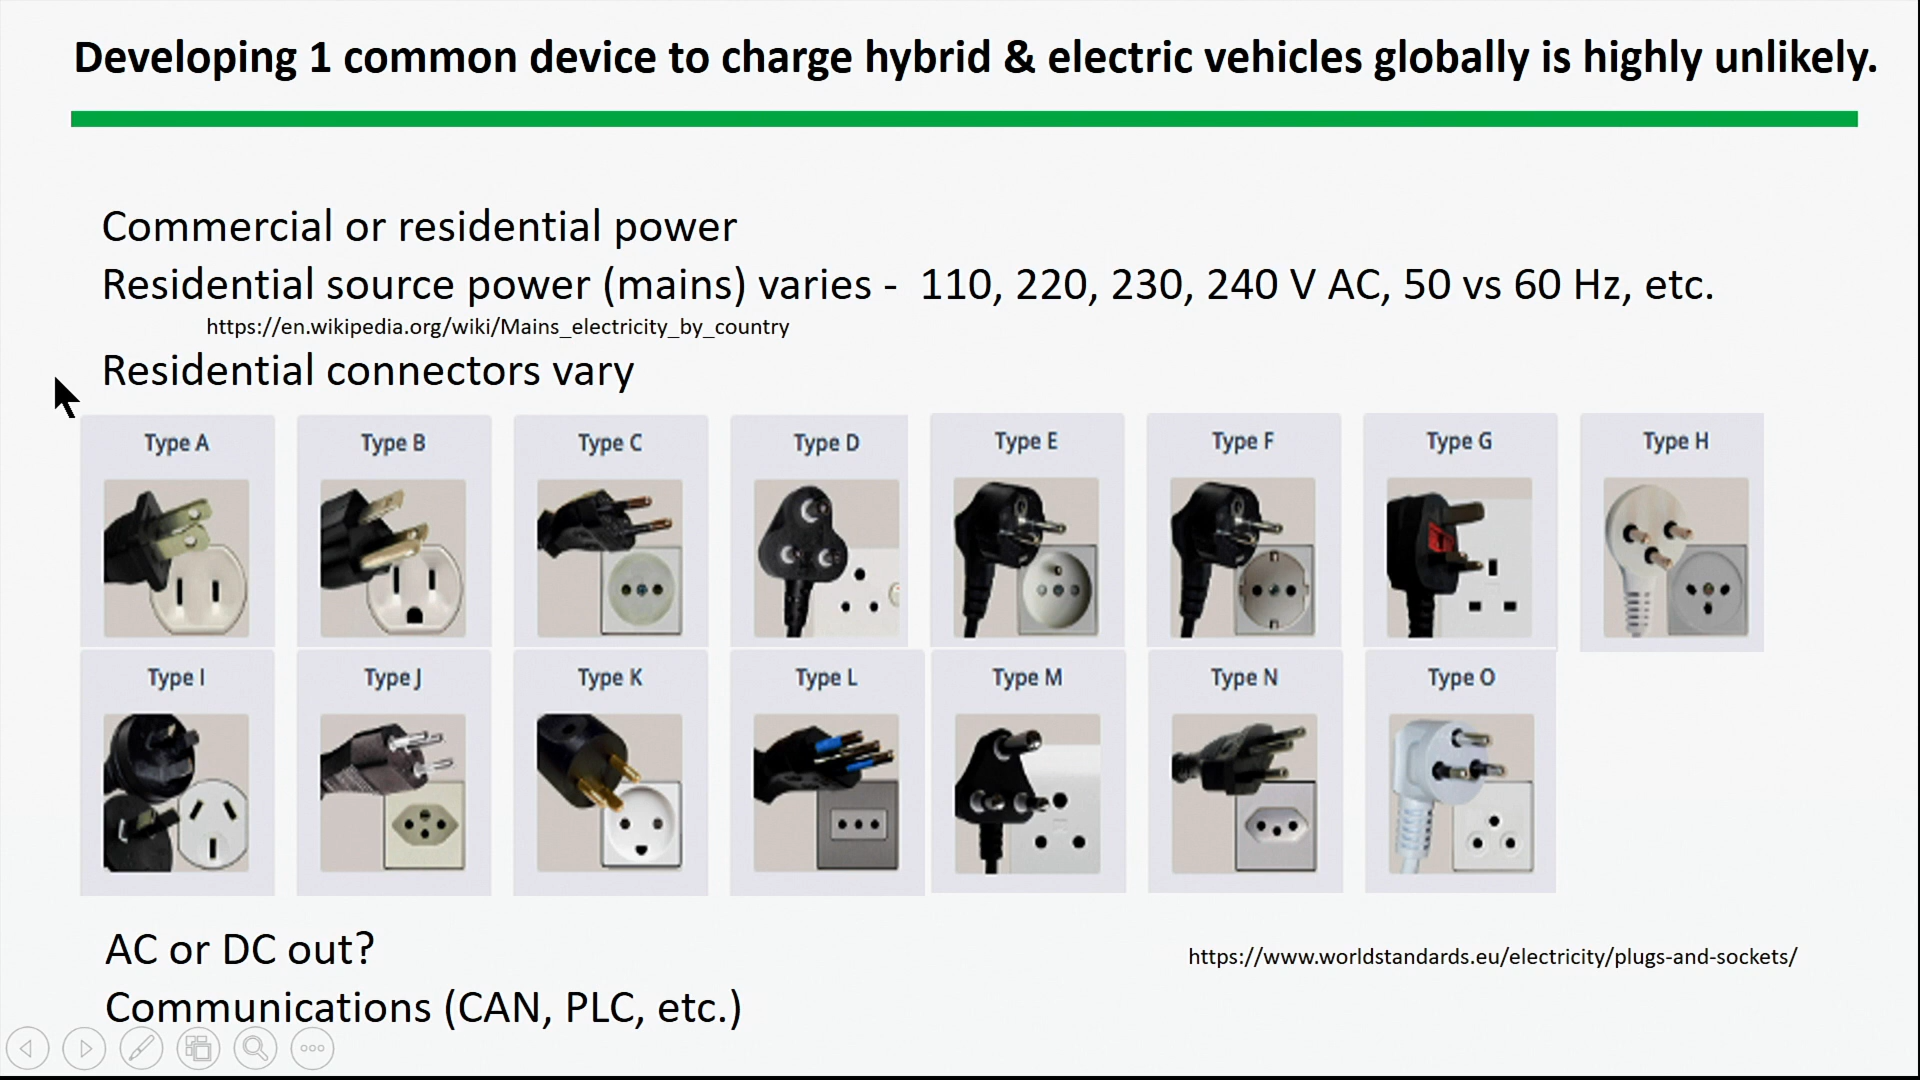 Developing 1 common device to charge hybrid & electric vehicles globally is highly unlikely.
Commercial or residential power
Residential source power (mains) varies - 110, 220, 230, 240 V AC, 50 vs 60 Hz, etc.
https://en.wikipedia.org/wiki/Mains_electricity_by_country
Residential connectors vary
Type A Type B Type C Type D Type E Type F Type G Type H
Type I Type J Type K Type L Type M Type N Type O
AC or DC out?
https://www.worldstandards.eu/electricity/plugs-and-sockets/
Communications (CAN, PLC, etc.)